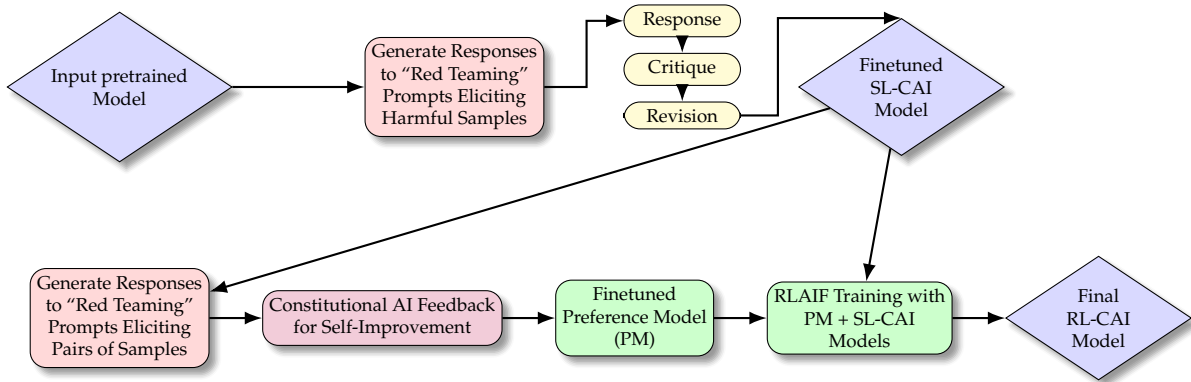 Input pretrained
Model
Generate Responses
to “Red Teaming”
Prompts Eliciting
Harmful Samples
Response
Critique
Revision
Finetuned
SL-CAI
Model
Generate Responses
to “Red Teaming”
Prompts Eliciting
Pairs of Samples
Constitutional AI Feedback
for Self-Improvement
Finetuned
Preference Model
(PM)
RLAIF Training with
PM + SL-CAI
Models
Final
RL-CAI
Model